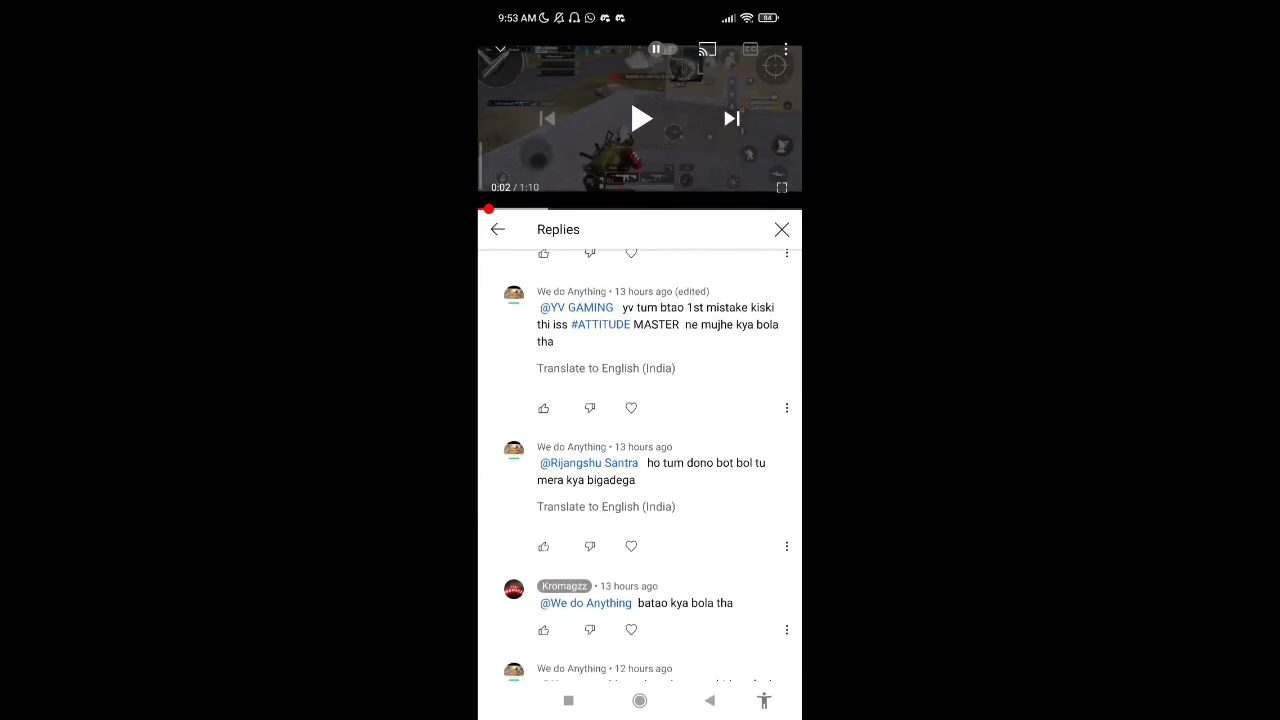 9:53 AM
84
CC
0:02 / 1:10
Replies
We do Anything • 13 hours ago (edited)
@YV GAMING yv tum btao 1st mistake kiski
thi iss #ATTITUDE MASTER ne mujhe kya bola
tha
Translate to English (India)
We do Anything • 13 hours ago
@Rijangshu Santra ho tum dono bot bol tu
mera kya bigadega
Translate to English (India)
Kromagzz • 13 hours ago
@We do Anything batao kya bola tha
We do Anything • 12 hours ago